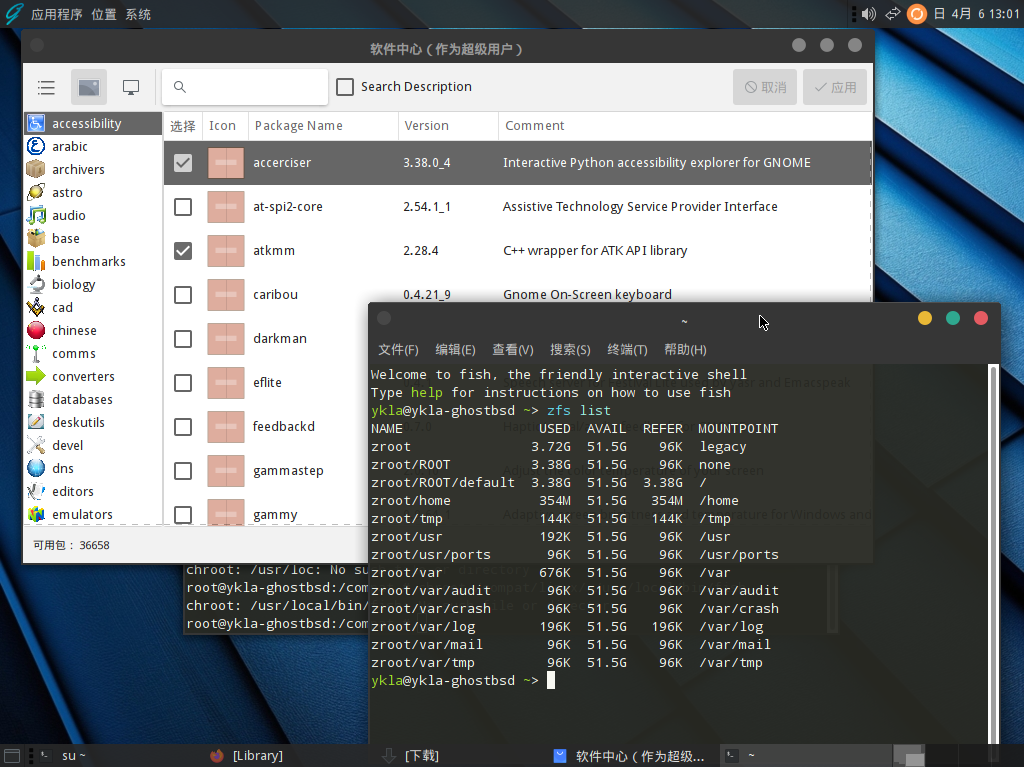 应用程序 位置 系统
日 4月 6 13:01
软件中心（作为超级用户）
Search Description
取消
应用
选择 Icon Package Name Version Comment
accessibility
arabic
archivers
astro
audio
base
benchmarks
biology
cad
chinese
comms
converters
databases
deskutils
devel
dns
editors
emulators
accerciser 3.38.0_4 Interactive Python accessibility explorer for GNOME
at-spi2-core 2.54.1_1 Assistive Technology Service Provider Interface
atkmm 2.28.4 C++ wrapper for ATK API library
caribou 0.4.21_9 Gnome On-Screen keyboard
darkman
eflite
feedbackd
gammastep
gammy
可用包： 36658
~
文件(F) 编辑(E) 查看(V) 搜索(S) 终端(T) 帮助(H)
Welcome to fish, the friendly interactive shell
Type help for instructions on how to use fish
ykla@ykla-ghostbsd ~> zfs list
NAME USED AVAIL REFER MOUNTPOINT
zroot 3.72G 51.5G 96K legacy
zroot/ROOT 3.38G 51.5G 96K none
zroot/ROOT/default 3.38G 51.5G 3.38G /
zroot/home 354M 51.5G 354M /home
zroot/tmp 144K 51.5G 144K /tmp
zroot/usr 192K 51.5G 96K /usr
zroot/usr/ports 96K 51.5G 96K /usr/ports
zroot/var 676K 51.5G 96K /var
zroot/var/audit 96K 51.5G 96K /var/audit
zroot/var/crash 96K 51.5G 96K /var/crash
zroot/var/log 196K 51.5G 196K /var/log
zroot/var/mail 96K 51.5G 96K /var/mail
zroot/var/tmp 96K 51.5G 96K /var/tmp
ykla@ykla-ghostbsd ~>
chroot: /usr/loc: No su
root@ykla-ghostbsd:/com
chroot: /usr/local/bin/
root@ykla-ghostbsd:/com
su ~
[Library]
[下载]
软件中心（作为超级...
~